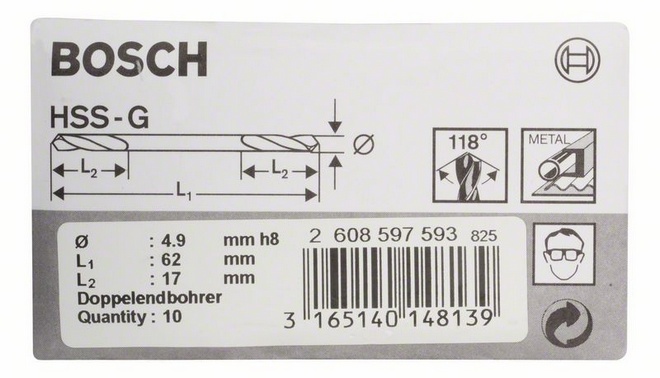 BOSCH
HSS-G
L₂
L₂
L₁
Ø
118°
METAL
Ø : 4.9 mm h8
L₁ : 62 mm
L₂ : 17 mm
Doppelendbohrer
Quantity : 10
2 608 597 593 825
3 165140 148139